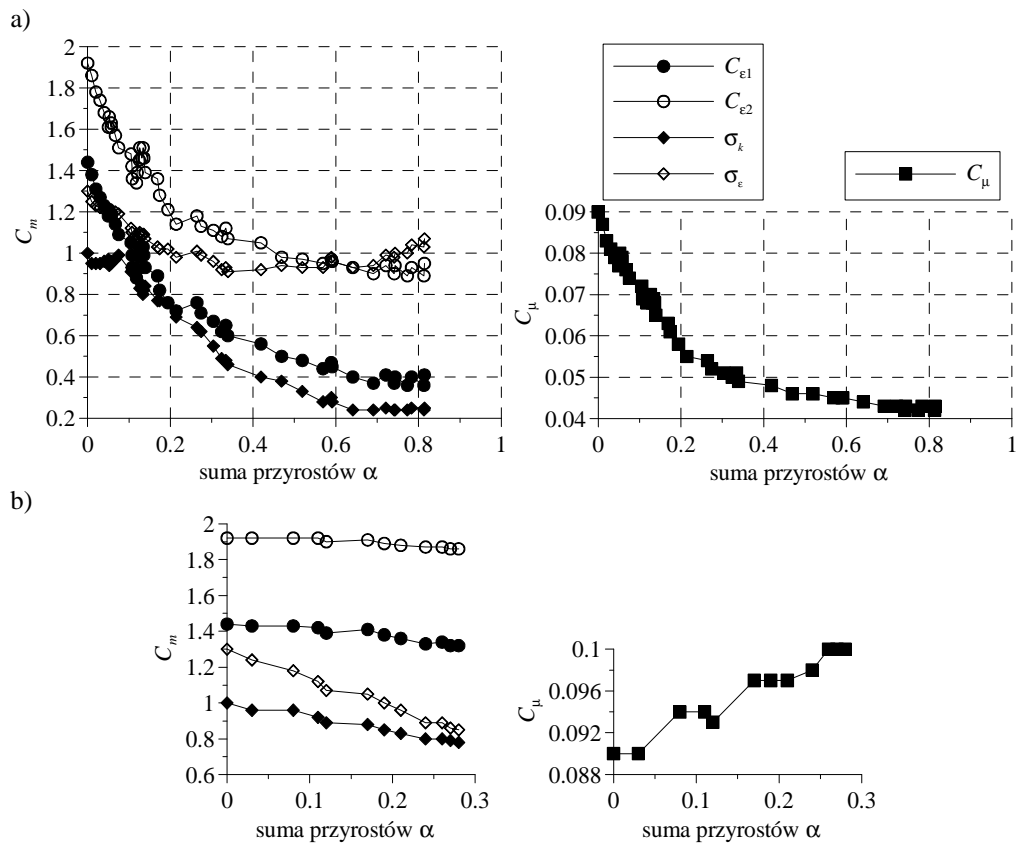 a)
2
1.8
1.6
1.4
1.2
1
0.8
0.6
0.4
0.2
C_m
0 0.2 0.4 0.6 0.8 1
suma przyrostów α
C_ε1
C_ε2
σ_k
σ_ε
C_μ
0.09
0.08
0.07
0.06
0.05
0.04
C_μ
0 0.2 0.4 0.6 0.8 1
suma przyrostów α
b)
2
1.8
1.6
1.4
1.2
1
0.8
0.6
C_m
0 0.1 0.2 0.3
suma przyrostów α
0.1
0.096
0.092
0.088
C_μ
0 0.1 0.2 0.3
suma przyrostów α